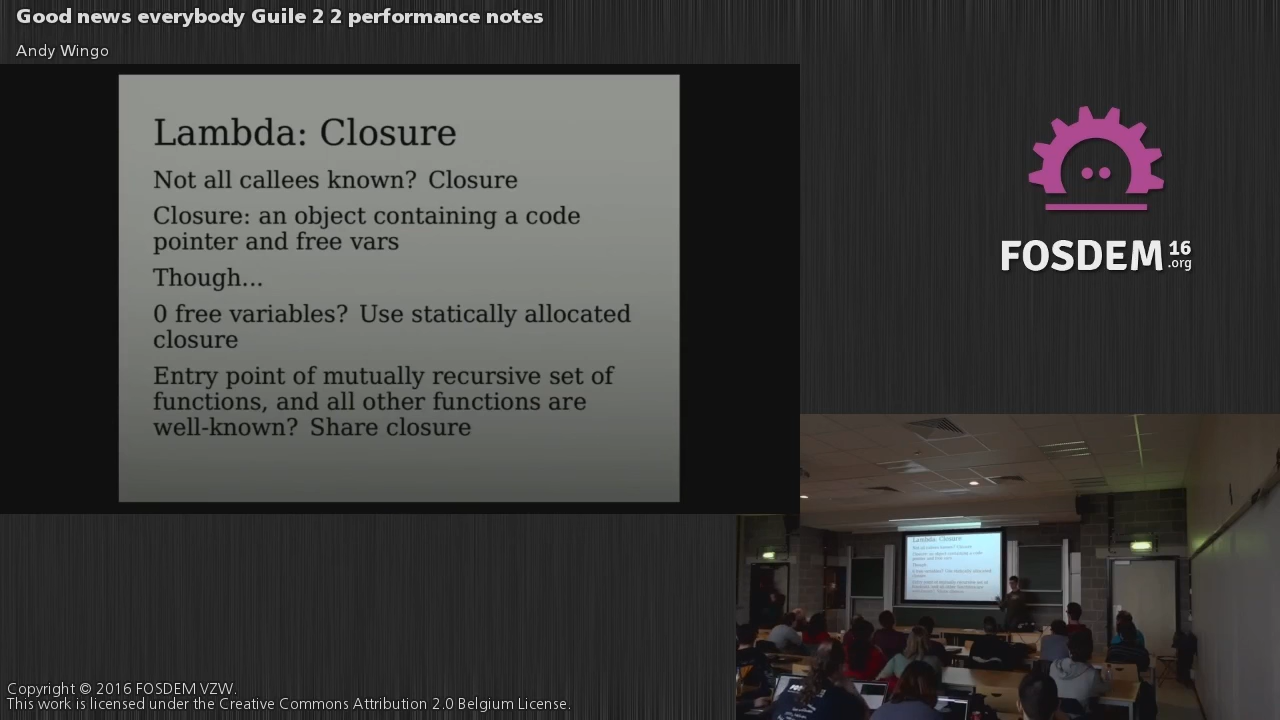 Good news everybody Guile 2 2 performance notes
Andy Wingo
Lambda: Closure
Not all callees known? Closure
Closure: an object containing a code
pointer and free vars
Though...
0 free variables? Use statically allocated
closure
Entry point of mutually recursive set of
functions, and all other functions are
well-known? Share closure
FOSDEM 16
.org
Lambda: Closure
Copyright © 2016 FOSDEM VZW.
This work is licensed under the Creative Commons Attribution 2.0 Belgium License.